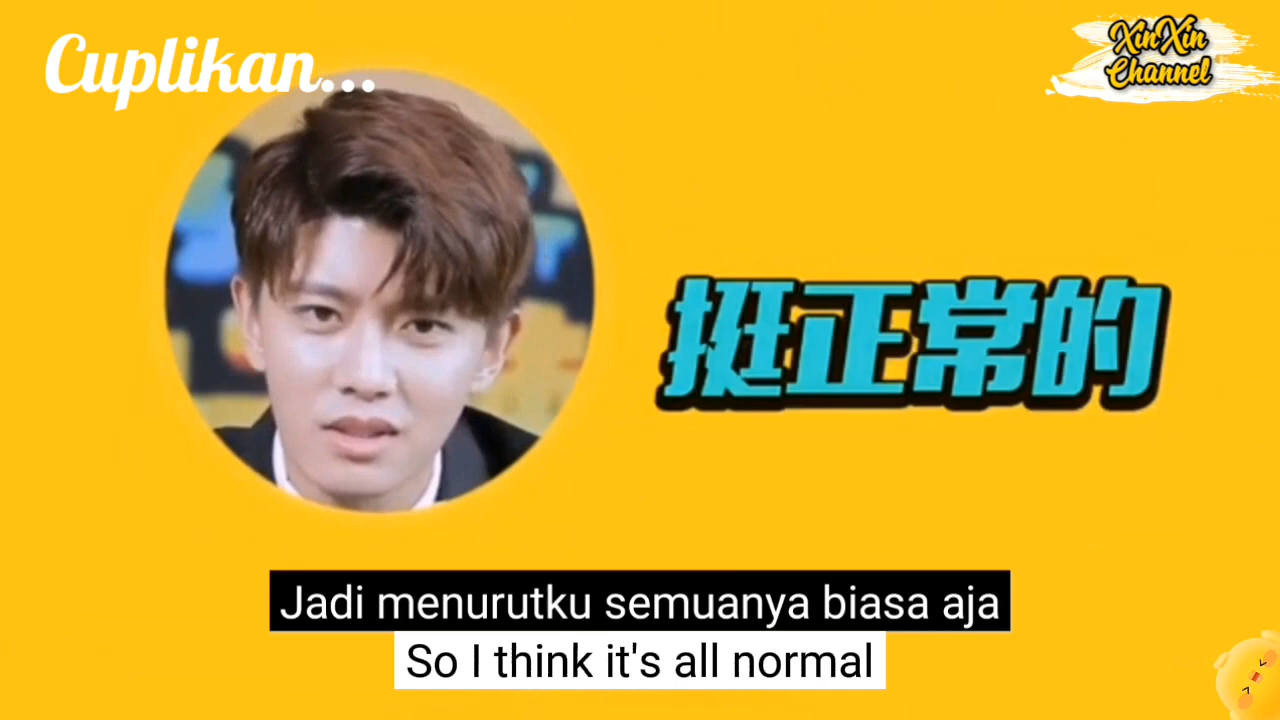 Cuplikan...
XinXin
Channel
挺正常的
Jadi menurutku semuanya biasa aja
So I think it's all normal